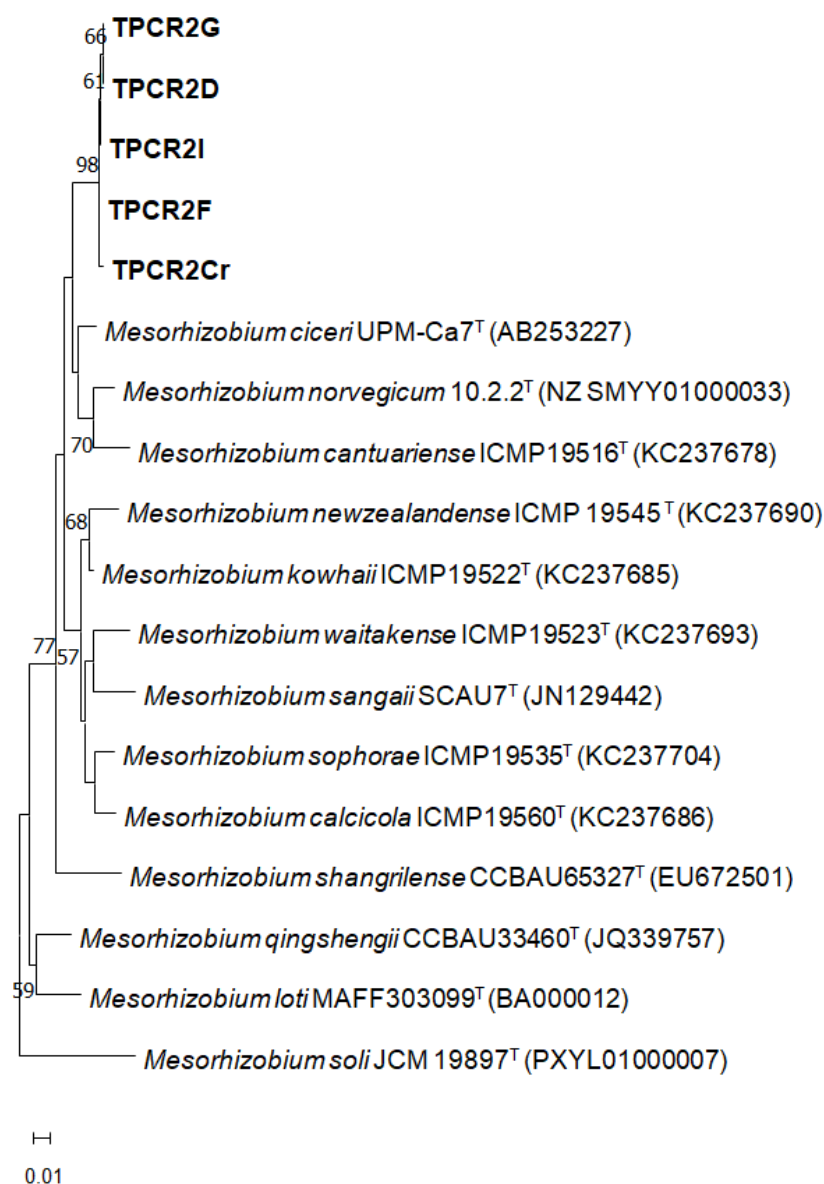 66
TPCR2G
61
TPCR2D
TPCR2I
98
TPCR2F
TPCR2Cr
Mesorhizobium ciceri UPM-Ca7ᵀ (AB253227)
Mesorhizobium norvegicum 10.2.2ᵀ (NZ SMYY01000033)
70
Mesorhizobium cantuariense ICMP19516ᵀ (KC237678)
Mesorhizobium newzealandense ICMP 19545ᵀ (KC237690)
68
Mesorhizobium kowhaii ICMP19522ᵀ (KC237685)
Mesorhizobium waitakense ICMP19523ᵀ (KC237693)
77
57
Mesorhizobium sangaii SCAU7ᵀ (JN129442)
Mesorhizobium sophorae ICMP19535ᵀ (KC237704)
Mesorhizobium calcicola ICMP19560ᵀ (KC237686)
Mesorhizobium shangrilense CCBAU65327ᵀ (EU672501)
Mesorhizobium qingshengii CCBAU33460ᵀ (JQ339757)
59
Mesorhizobium loti MAFF303099ᵀ (BA000012)
Mesorhizobium soli JCM 19897ᵀ (PXYL01000007)
0.01